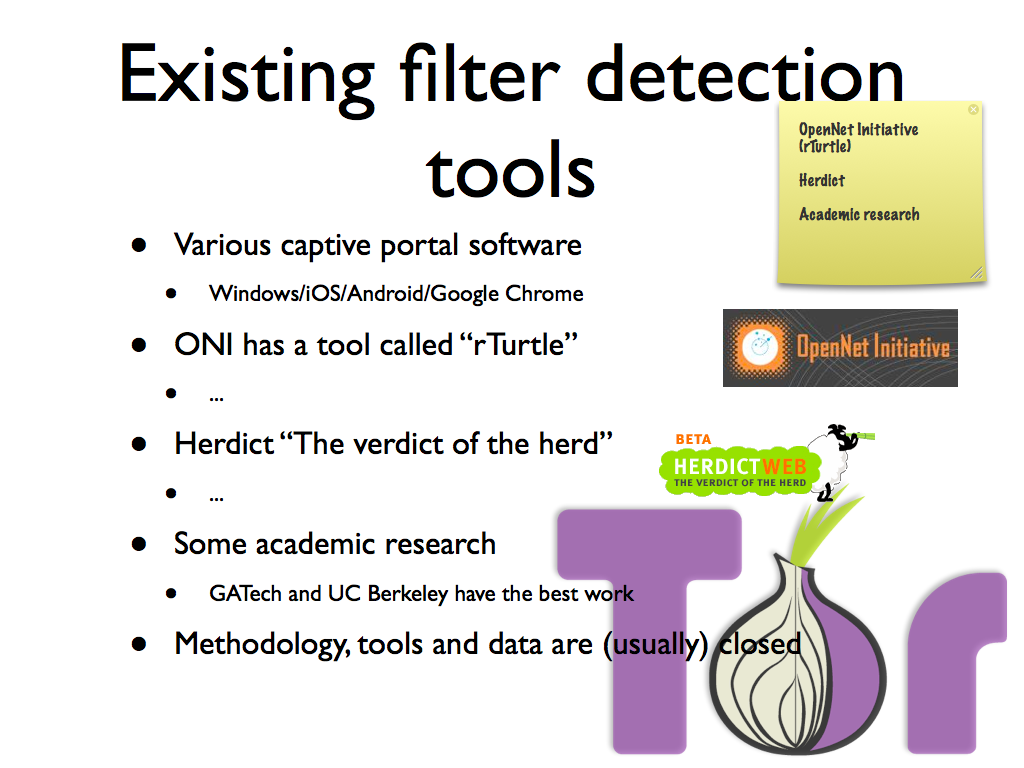 Existing filter detection
tools
OpenNet Initiative
(rTurtle)
Herdict
Academic research
• Various captive portal software
• Windows/iOS/Android/Google Chrome
• ONI has a tool called “rTurtle”
• ...
• Herdict “The verdict of the herd”
• ...
• Some academic research
• GATech and UC Berkeley have the best work
• Methodology, tools and data are (usually) closed
OpenNet Initiative
BETA
HERDICTWEB
THE VERDICT OF THE HERD
Tor